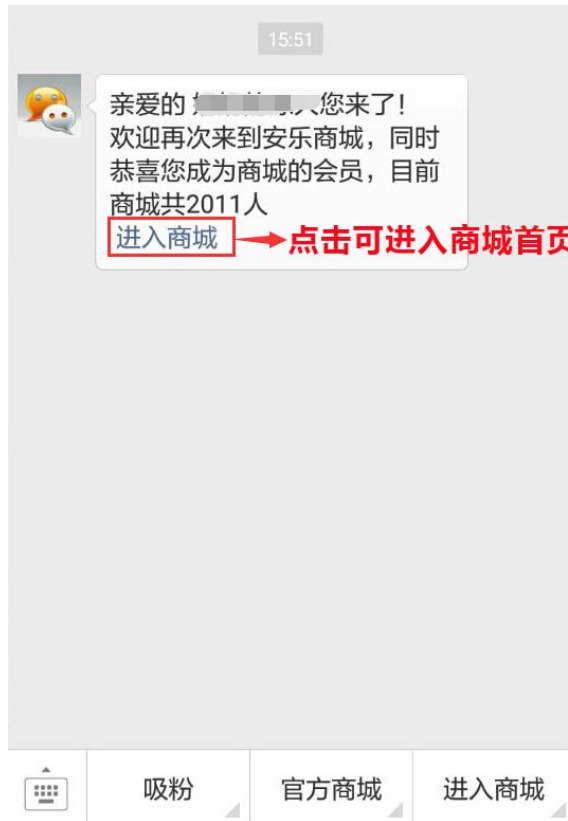 15:51
亲爱的 您来了！
欢迎再次来到安乐商城，同时
恭喜您成为商城的会员，目前
商城共2011人
进入商城
点击可进入商城首页
吸粉
官方商城
进入商城